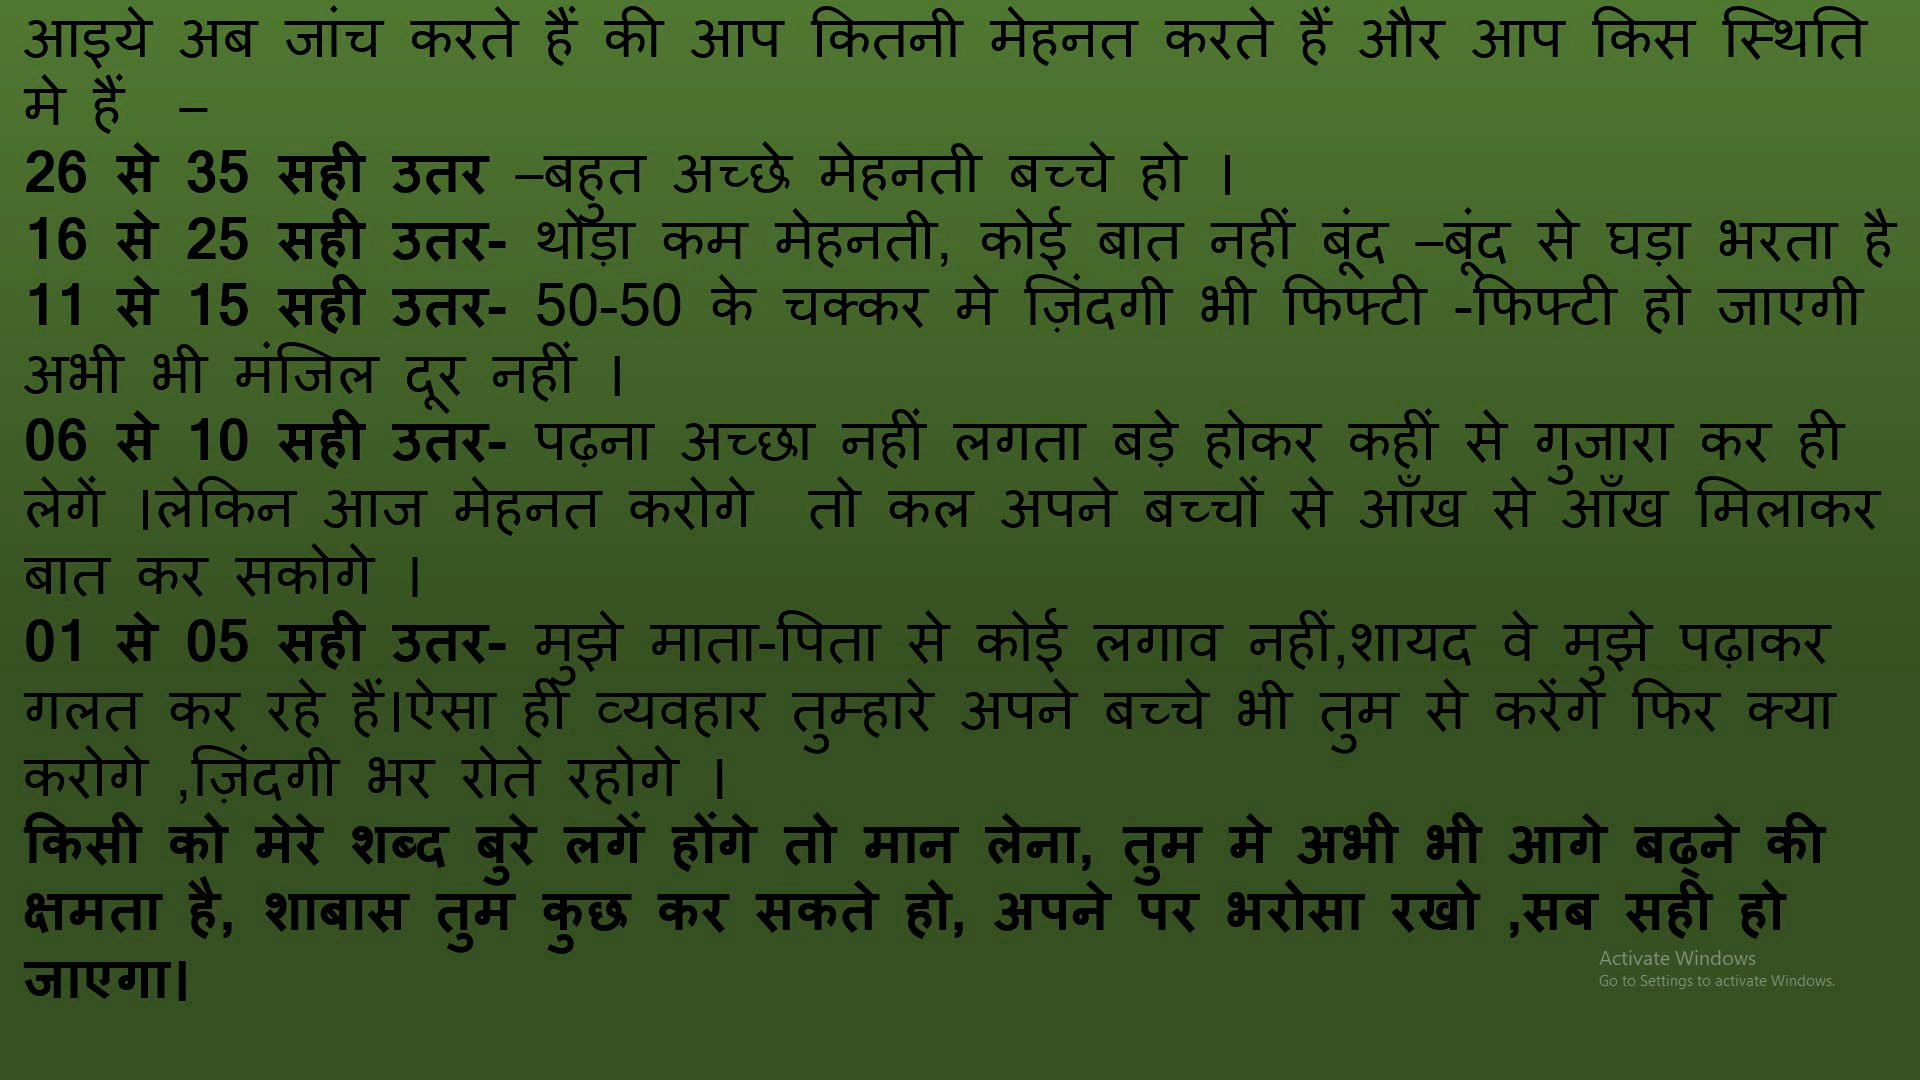 आइये अब जांच करते हैं की आप कितनी मेहनत करते हैं और आप किस स्थिति
मे हैं –
26 से 35 सही उतर –बहुत अच्छे मेहनती बच्चे हो ।
16 से 25 सही उतर- थोड़ा कम मेहनती, कोई बात नहीं बूंद –बूंद से घड़ा भरता है
11 से 15 सही उतर- 50-50 के चक्कर मे ज़िंदगी भी फिफ्टी -फिफ्टी हो जाएगी
अभी भी मंजिल दूर नहीं ।
06 से 10 सही उतर- पढ़ना अच्छा नहीं लगता बड़े होकर कहीं से गुजारा कर ही
लेगें ।लेकिन आज मेहनत करोगे तो कल अपने बच्चों से आँख से आँख मिलाकर
बात कर सकोगे ।
01 से 05 सही उतर- मुझे माता-पिता से कोई लगाव नहीं,शायद वे मुझे पढ़ाकर
गलत कर रहे हैं।ऐसा ही व्यवहार तुम्हारे अपने बच्चे भी तुम से करेंगे फिर क्या
करोगे ,ज़िंदगी भर रोते रहोगे ।
किसी को मेरे शब्द बुरे लगें होंगे तो मान लेना, तुम मे अभी भी आगे बढ़्ने की
क्षमता है, शाबास तुम कुछ कर सकते हो, अपने पर भरोसा रखो ,सब सही हो
जाएगा।
Activate Windows
Go to Settings to activate Windows.